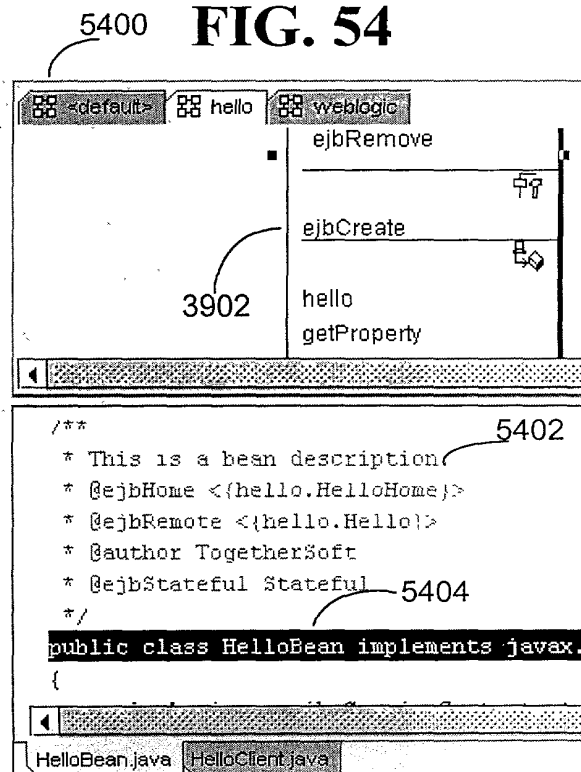 5400 FIG. 54
<default> hello weblogic
ejbRemove
ejbCreate
3902
hello
getProperty
/**
5402
* This is a bean description
* @ejbHome <{hello.HelloHome}>
* @ejbRemote <{hello.Hello}>
* @author TogetherSoft
* @ejbStateful Stateful
5404
*/
public class HelloBean implements javax.
{
HelloBean.java HelloClient.java